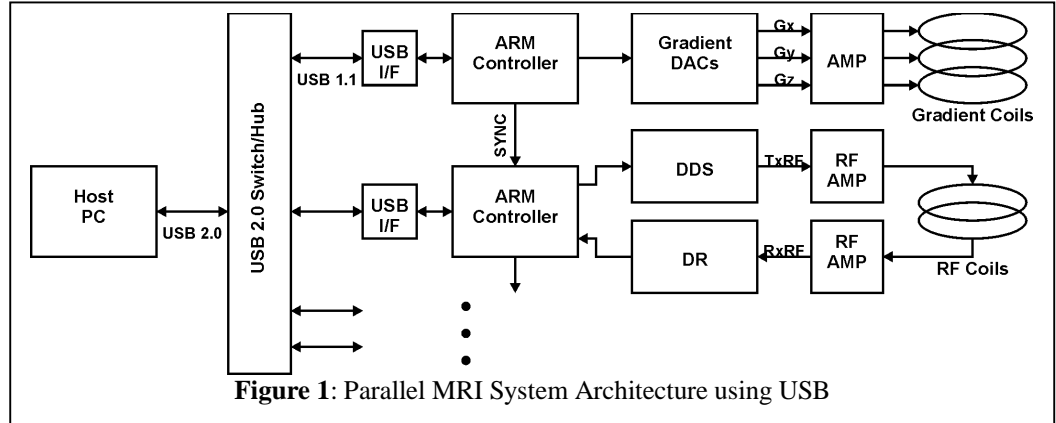 Host
PC
USB 2.0
USB 2.0 Switch/Hub
USB 1.1
USB
I/F
ARM
Controller
Gradient
DACs
Gx
Gy
Gz
AMP
Gradient Coils
SYNC
USB
I/F
ARM
Controller
DDS
TxRF
RF
AMP
DR
RxRF
RF
AMP
RF Coils
Figure 1: Parallel MRI System Architecture using USB